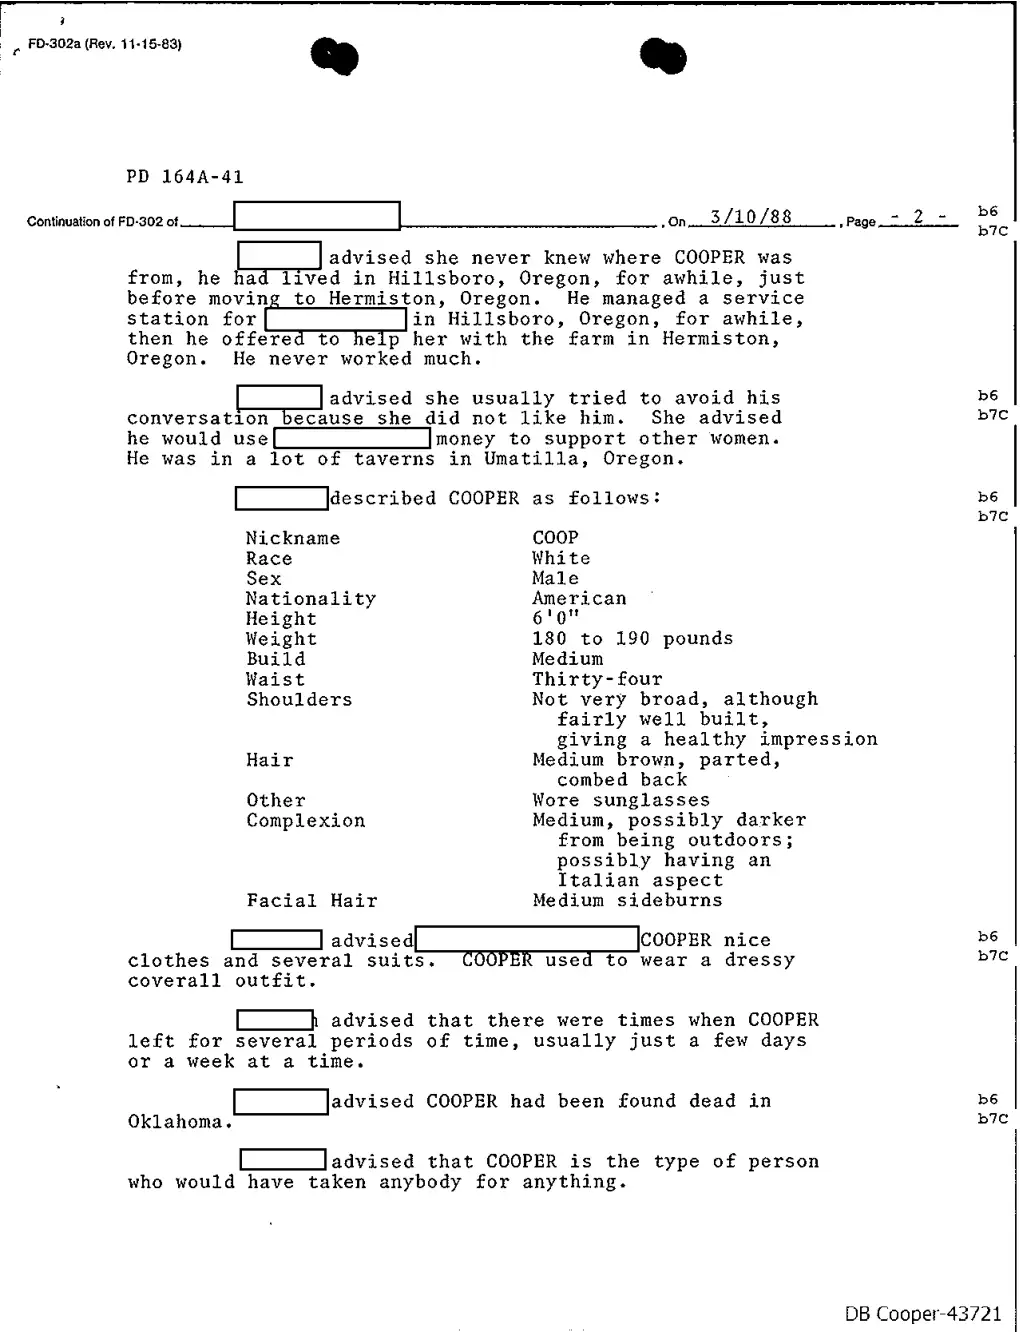 FD-302a (Rev. 11-15-83)
PD 164A-41
Continuation of FD-302 of , On 3/10/88 , Page - 2 -
b6
b7C
advised she never knew where COOPER was
from, he had lived in Hillsboro, Oregon, for awhile, just
before moving to Hermiston, Oregon. He managed a service
station for in Hillsboro, Oregon, for awhile,
then he offered to help her with the farm in Hermiston,
Oregon. He never worked much.
advised she usually tried to avoid his b6
conversation because she did not like him. She advised b7C
he would use money to support other women.
He was in a lot of taverns in Umatilla, Oregon.
described COOPER as follows: b6
b7C
Nickname COOP
Race White
Sex Male
Nationality American
Height 6'0"
Weight 180 to 190 pounds
Build Medium
Waist Thirty-four
Shoulders Not very broad, although
fairly well built,
giving a healthy impression
Hair Medium brown, parted,
combed back
Other Wore sunglasses
Complexion Medium, possibly darker
from being outdoors;
possibly having an
Italian aspect
Facial Hair Medium sideburns
advised COOPER nice b6
clothes and several suits. COOPER used to wear a dressy b7C
coverall outfit.
advised that there were times when COOPER
left for several periods of time, usually just a few days
or a week at a time.
advised COOPER had been found dead in b6
Oklahoma. b7C
advised that COOPER is the type of person
who would have taken anybody for anything.
DB Cooper-43721